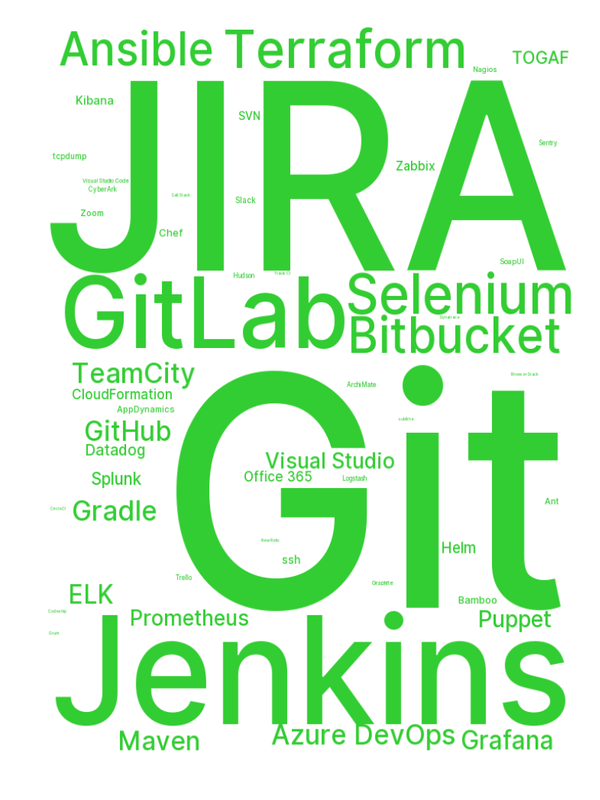 Ansible Terraform
TOGAF
Nagios
JIRA
Kibana
SVN
Sentry
tcpdump
Zabbix
Visual Studio Code
CyberArk
Slack
Zoom
Chef
SoapUI
Hudson
GitLab
Selenium
Bitbucket
TeamCity
CloudFormation
ArchiMate
AppDynamics
Git
GitHub
Datadog
Visual Studio
Office 365
Logstash
Splunk
Gradle
Ant
Helm
ssh
Trello
Graphite
ELK
Bamboo
Prometheus
Puppet
Jenkins
Maven
Azure DevOps
Grafana